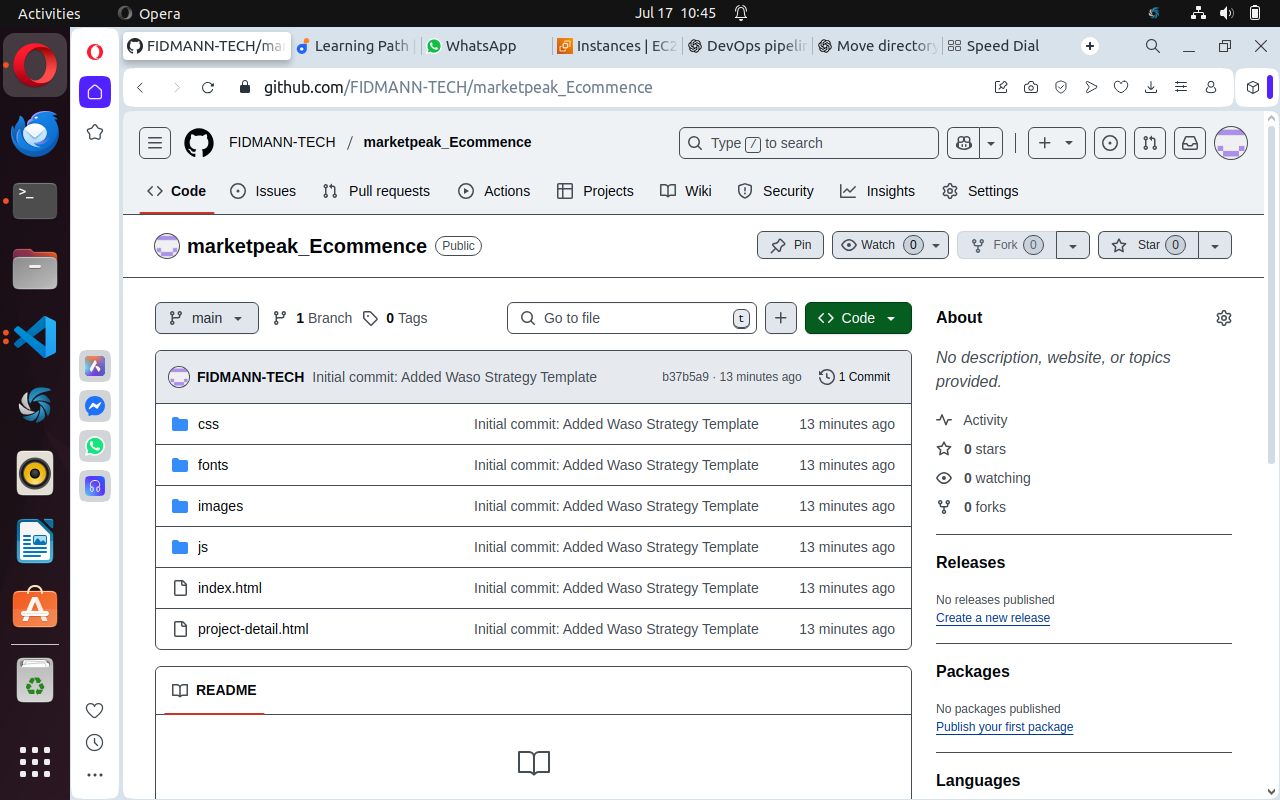 Activities
Opera
Jul 17 10:45
FIDMANN-TECH/mar
Learning Path
WhatsApp
Instances | EC2
DevOps pipelin
Move directory
Speed Dial
github.com/FIDMANN-TECH/marketpeak_Ecommence
FIDMANN-TECH / marketpeak_Ecommence
Type / to search
Code
Issues
Pull requests
Actions
Projects
Wiki
Security
Insights
Settings
marketpeak_Ecommence
Public
Pin
Watch 0
Fork 0
Star 0
main
1 Branch
0 Tags
Go to file
t
Code
FIDMANN-TECH Initial commit: Added Waso Strategy Template b37b5a9 · 13 minutes ago 1 Commit
css Initial commit: Added Waso Strategy Template 13 minutes ago
fonts Initial commit: Added Waso Strategy Template 13 minutes ago
images Initial commit: Added Waso Strategy Template 13 minutes ago
js Initial commit: Added Waso Strategy Template 13 minutes ago
index.html Initial commit: Added Waso Strategy Template 13 minutes ago
project-detail.html Initial commit: Added Waso Strategy Template 13 minutes ago
README
About
No description, website, or topics
provided.
Activity
0 stars
0 watching
0 forks
Releases
No releases published
Create a new release
Packages
No packages published
Publish your first package
Languages